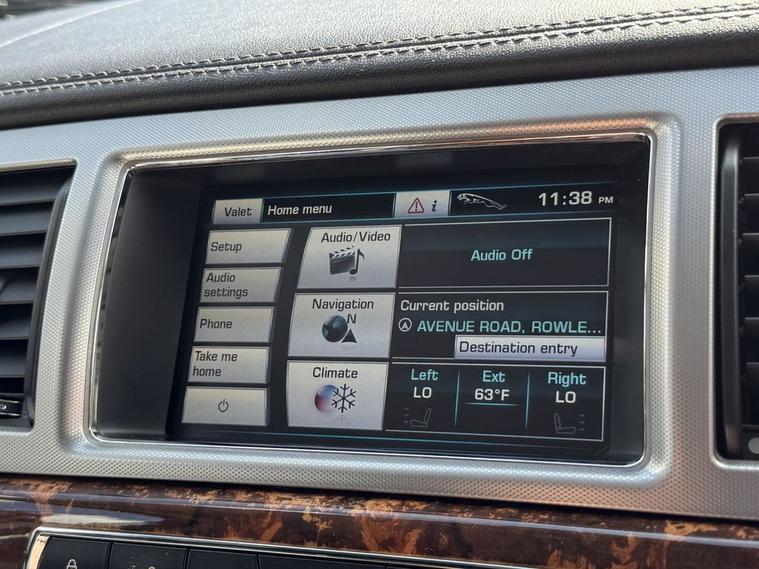 Valet
Home menu
i
11:38 PM
Setup
Audio/Video
Audio Off
Audio
settings
Navigation
N
Current position
AVENUE ROAD, ROWLE...
Destination entry
Phone
Take me
home
Climate
Left
LO
Ext
63°F
Right
LO